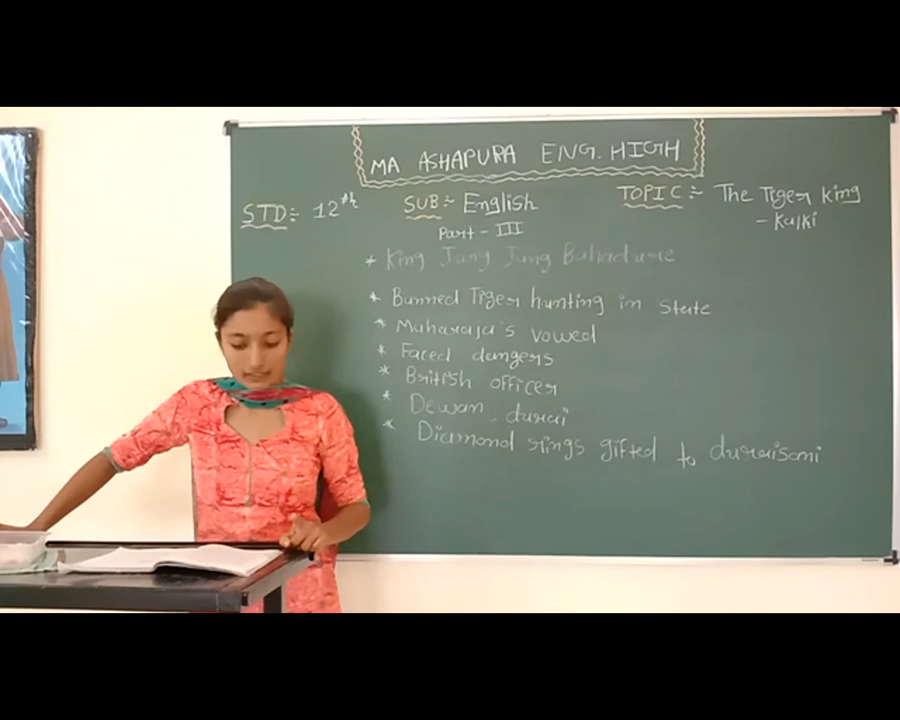 MA ASHAPURA ENG. HIGH
STD:- 12th SUB:- English TOPIC:- The Tiger King
Part - III - Kalki
* King Jung Jung Bahadure
* Banned Tiger hunting in state
* Maharaja's vowed
* Faced dangers
* British officer
* Dewan. durai
* Diamond rings gifted to duraisani